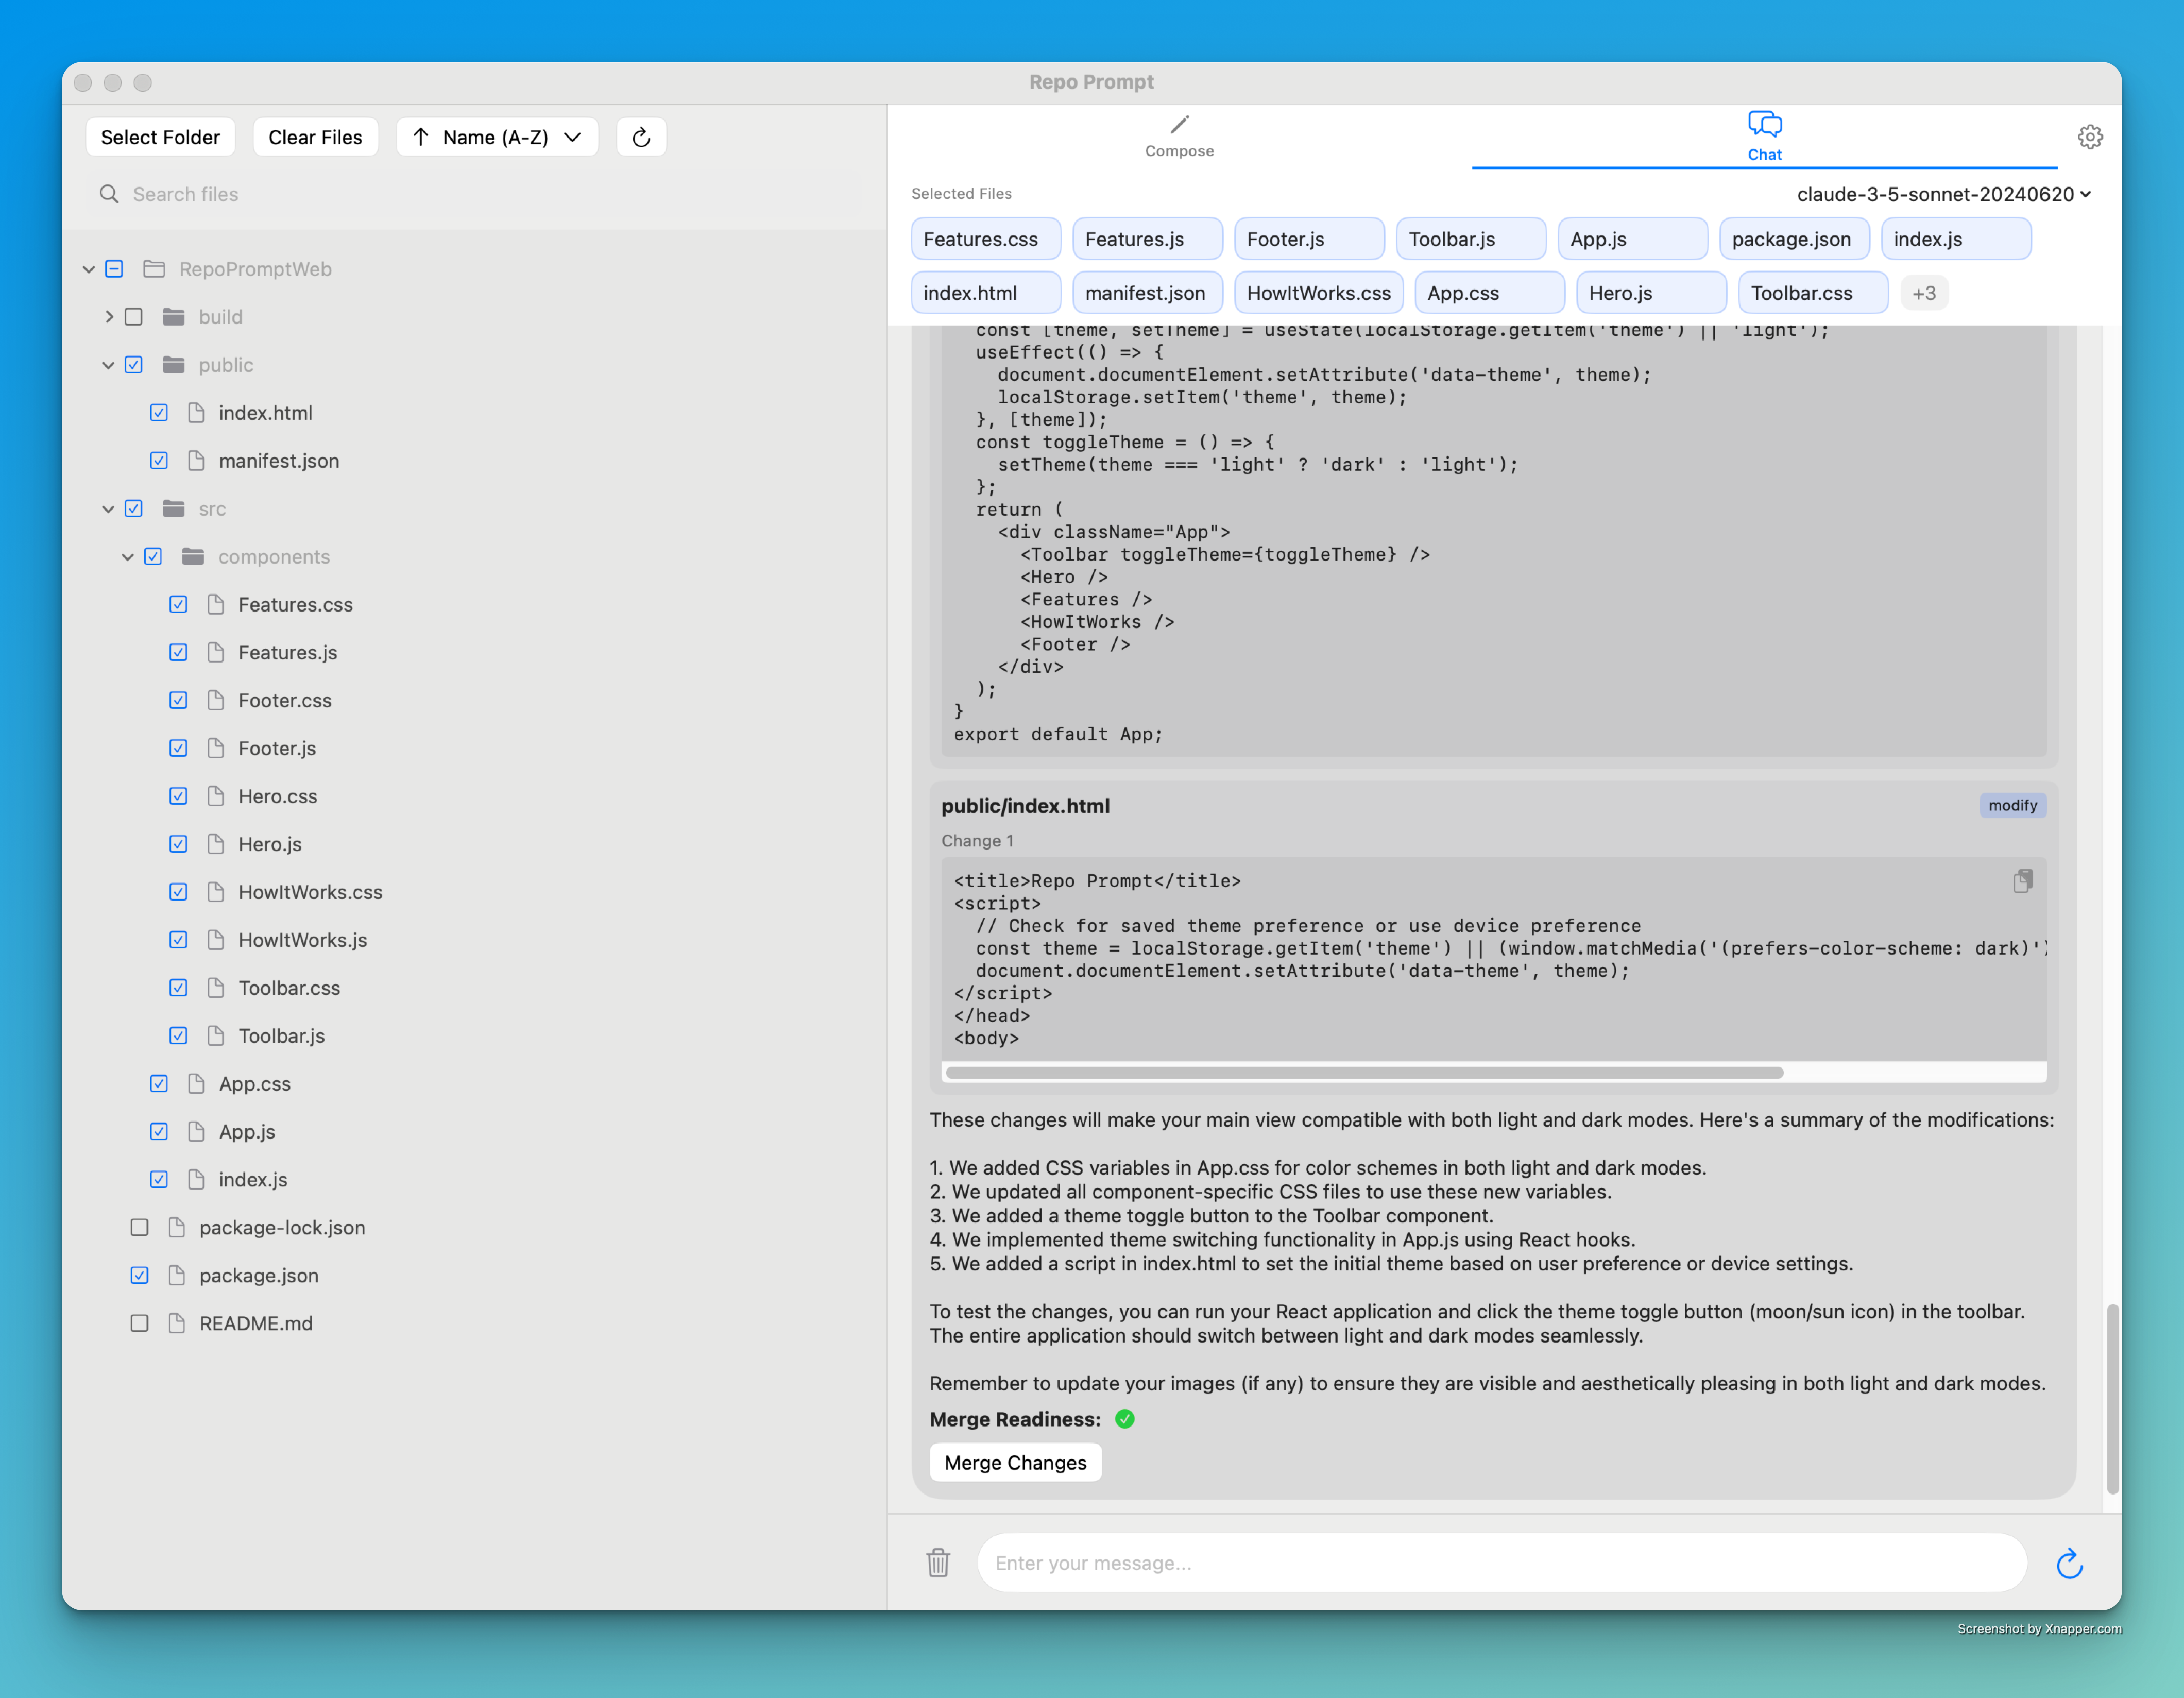 Repo Prompt
Select Folder
Clear Files
Name (A-Z)
Search files
RepoPromptWeb
build
public
index.html
manifest.json
src
components
Features.css
Features.js
Footer.css
Footer.js
Hero.css
Hero.js
HowItWorks.css
HowItWorks.js
Toolbar.css
Toolbar.js
App.css
App.js
index.js
package-lock.json
package.json
README.md
Compose
Chat
Selected Files
claude-3-5-sonnet-20240620
Features.css Features.js Footer.js Toolbar.js App.js package.json index.js
index.html manifest.json HowItWorks.css App.css Hero.js Toolbar.css +3
const [theme, setTheme] = useState(localStorage.getItem('theme') || 'light');
useEffect(() => {
document.documentElement.setAttribute('data-theme', theme);
localStorage.setItem('theme', theme);
}, [theme]);
const toggleTheme = () => {
setTheme(theme === 'light' ? 'dark' : 'light');
};
return (
<div className="App">
<Toolbar toggleTheme={toggleTheme} />
<Hero />
<Features />
<HowItWorks />
<Footer />
</div>
);
}
export default App;
public/index.html
modify
Change 1
<title>Repo Prompt</title>
<script>
// Check for saved theme preference or use device preference
const theme = localStorage.getItem('theme') || (window.matchMedia('(prefers-color-scheme: dark)')
document.documentElement.setAttribute('data-theme', theme);
</script>
</head>
<body>
These changes will make your main view compatible with both light and dark modes. Here's a summary of the modifications:
1. We added CSS variables in App.css for color schemes in both light and dark modes.
2. We updated all component-specific CSS files to use these new variables.
3. We added a theme toggle button to the Toolbar component.
4. We implemented theme switching functionality in App.js using React hooks.
5. We added a script in index.html to set the initial theme based on user preference or device settings.
To test the changes, you can run your React application and click the theme toggle button (moon/sun icon) in the toolbar.
The entire application should switch between light and dark modes seamlessly.
Remember to update your images (if any) to ensure they are visible and aesthetically pleasing in both light and dark modes.
Merge Readiness:
Merge Changes
Enter your message...
Screenshot by Xnapper.com